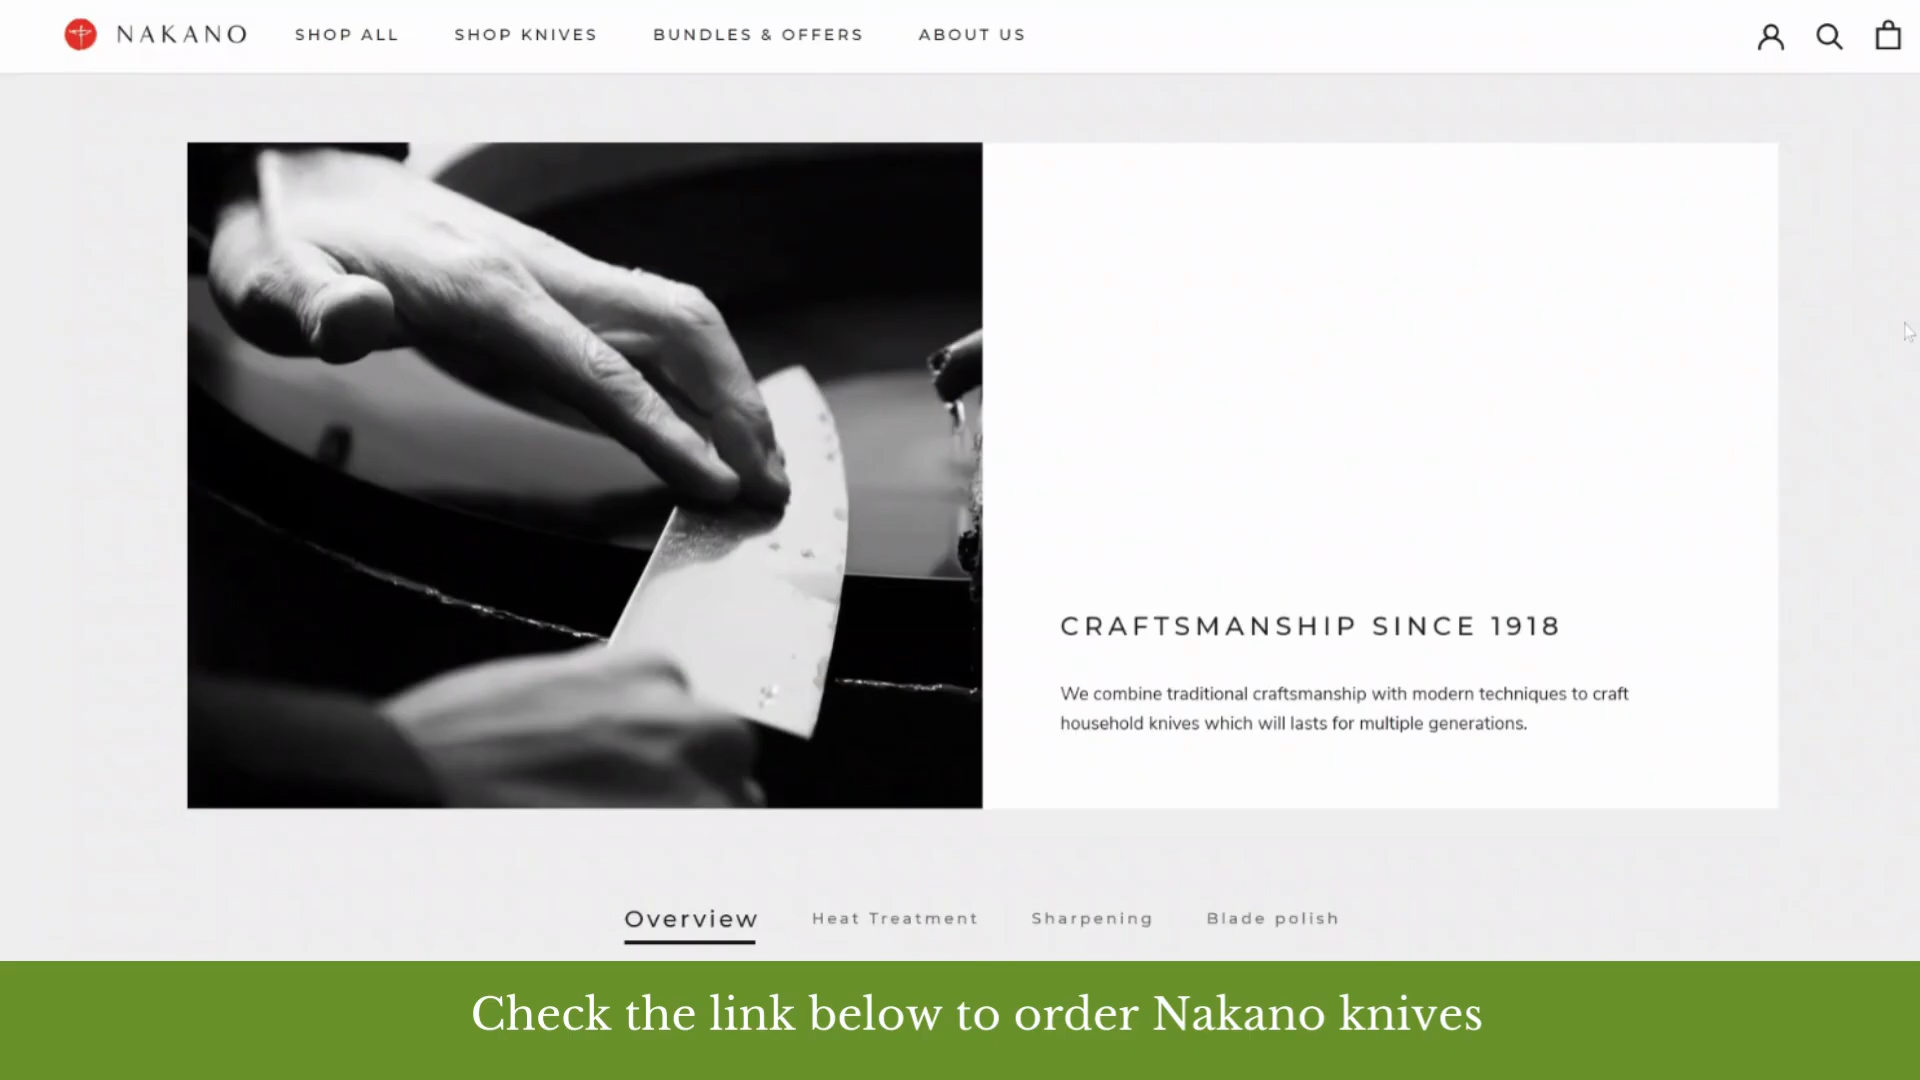 NAKANO
SHOP ALL
SHOP KNIVES
BUNDLES & OFFERS
ABOUT US
CRAFTSMANSHIP SINCE 1918
We combine traditional craftsmanship with modern techniques to craft
household knives which will lasts for multiple generations.
Overview
Heat Treatment
Sharpening
Blade polish
Check the link below to order Nakano knives